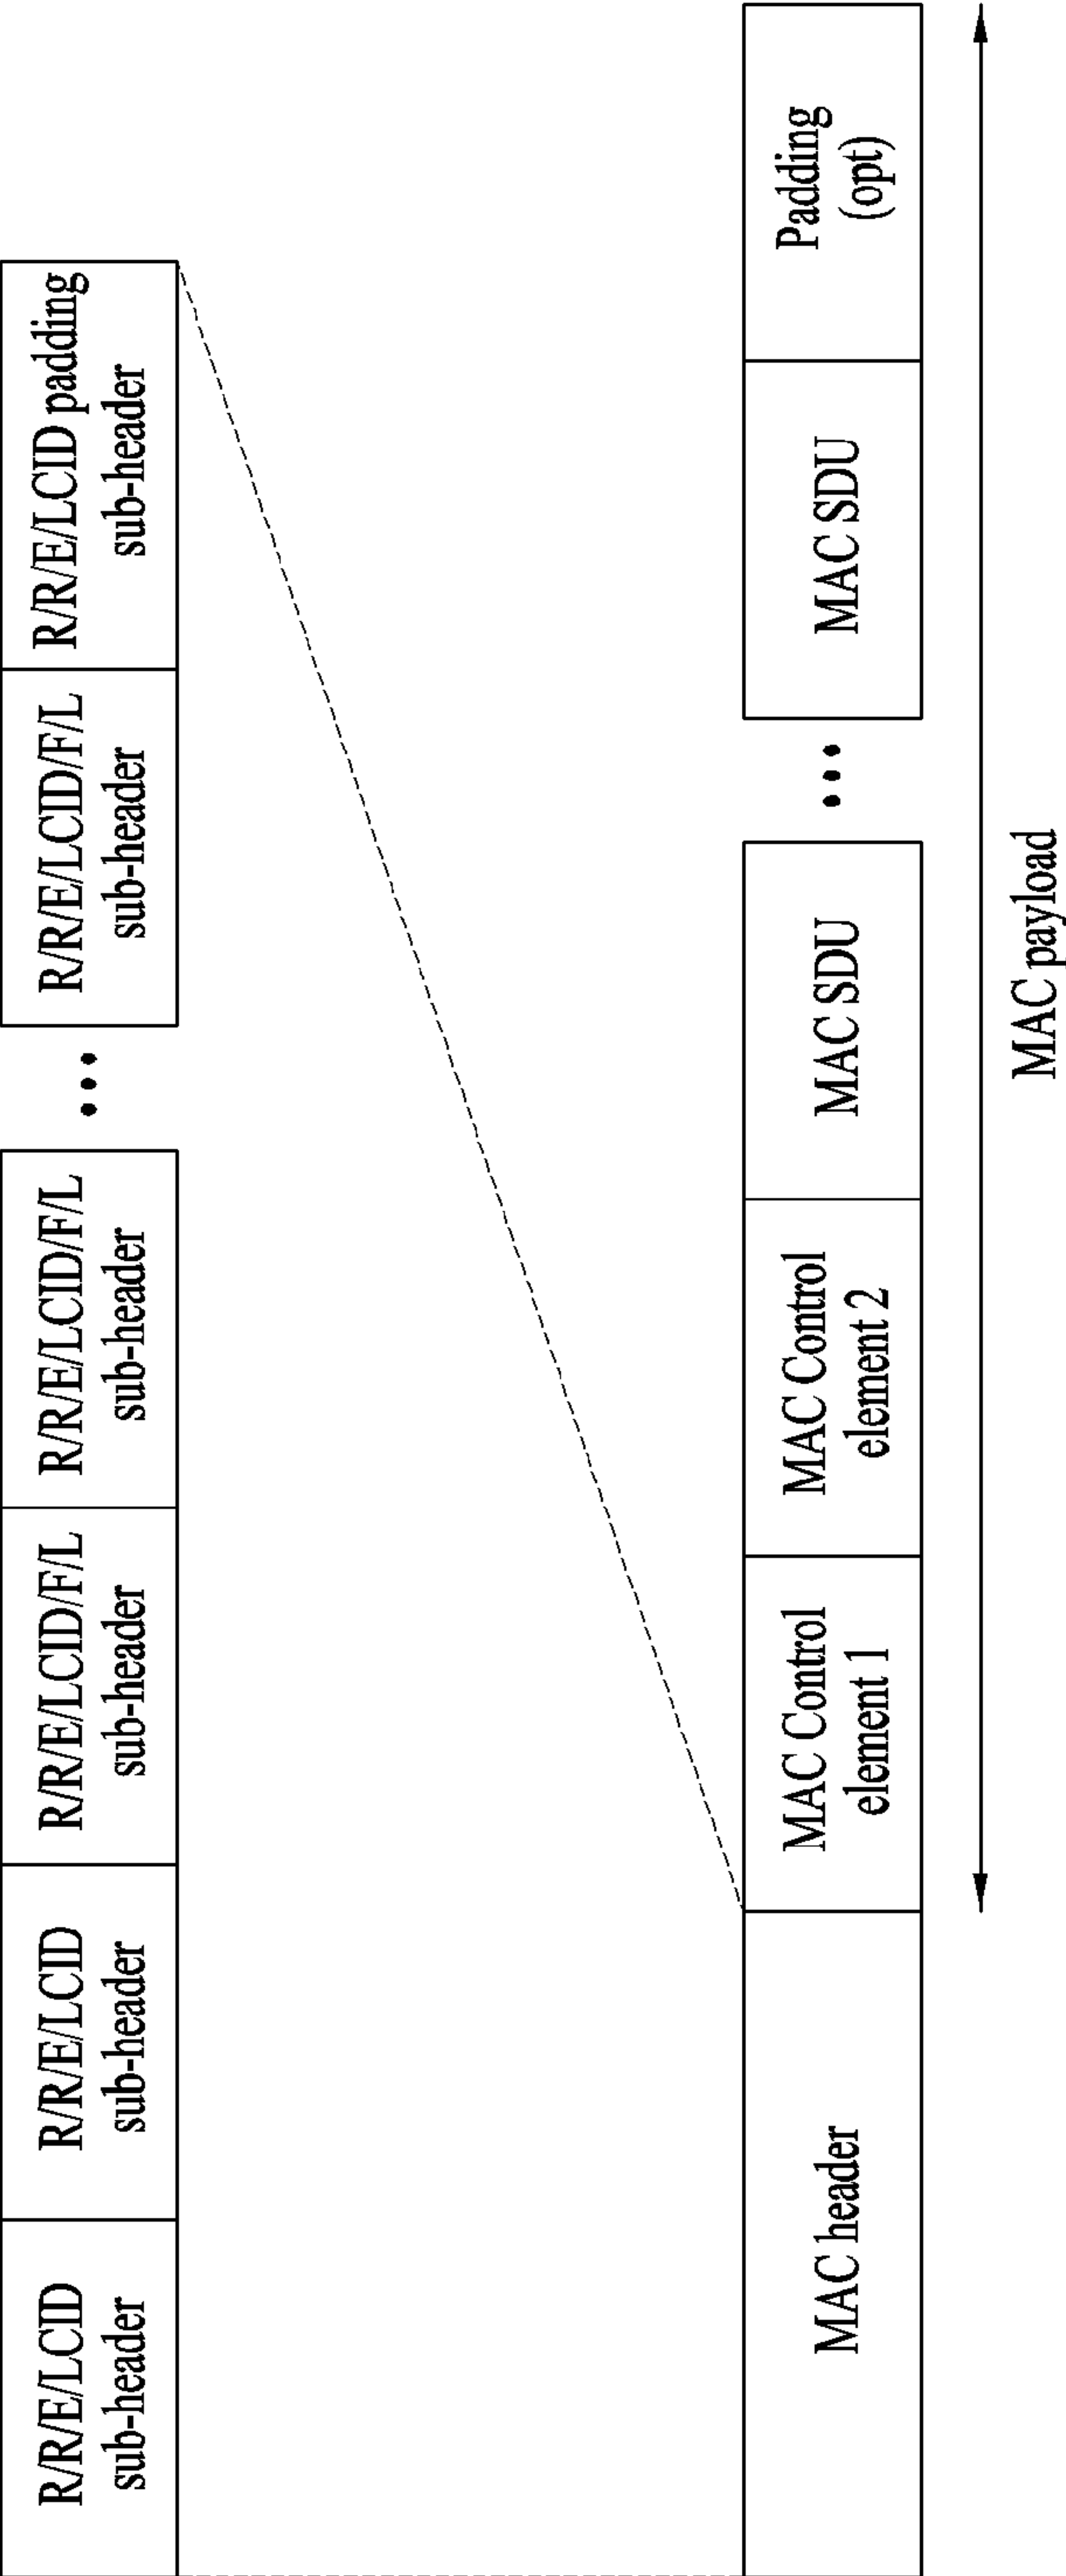 R/R/E/LCID
sub-header
R/R/E/LCID
sub-header
R/R/E/LCID/F/L
sub-header
R/R/E/LCID/F/L
sub-header
...
R/R/E/LCID/F/L
sub-header
R/R/E/LCID padding
sub-header
MAC header
MAC Control
element 1
MAC Control
element 2
MAC SDU
...
MAC SDU
Padding
(opt)
MAC payload